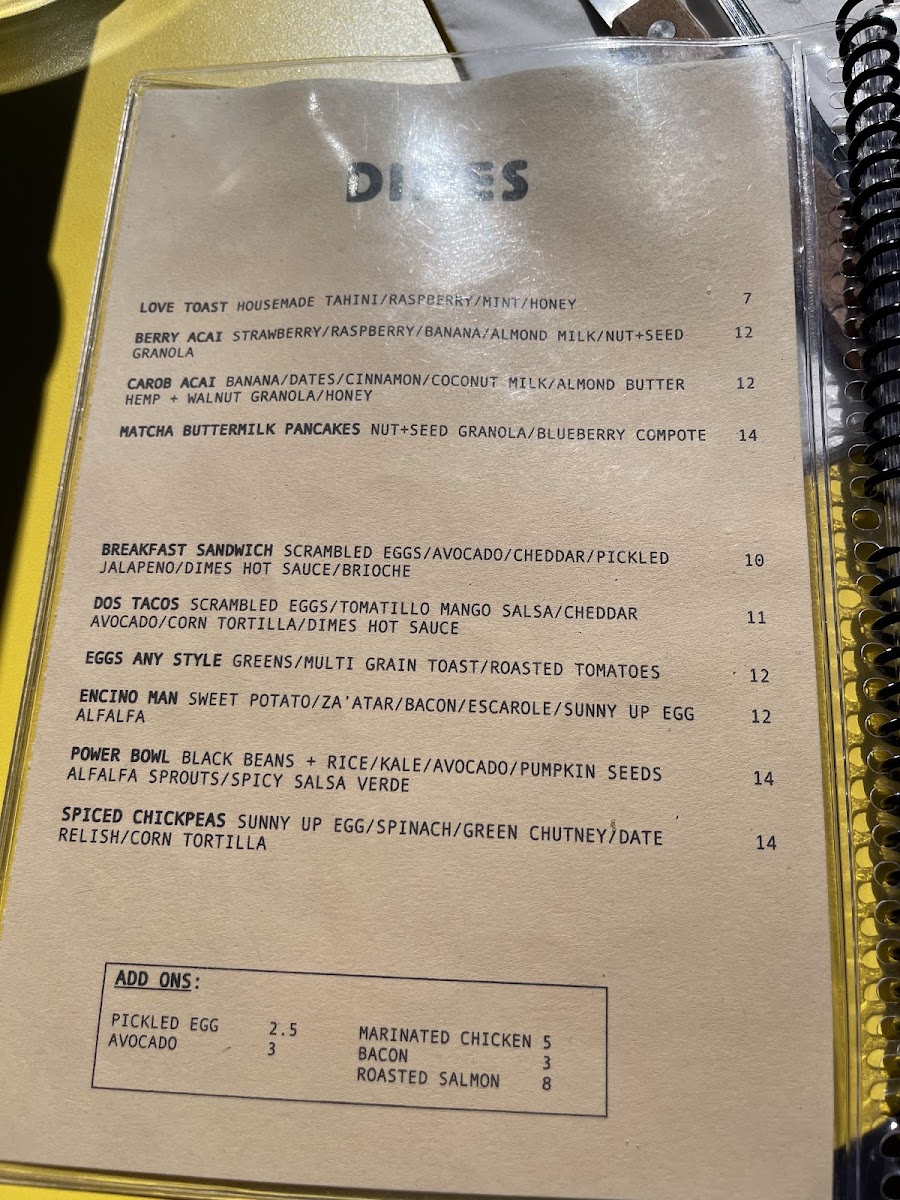 DIMES
LOVE TOAST HOUSEMADE TAHINI/RASPBERRY/MINT/HONEY 7
BERRY ACAI STRAWBERRY/RASPBERRY/BANANA/ALMOND MILK/NUT+SEED 12
GRANOLA
CAROB ACAI BANANA/DATES/CINNAMON/COCONUT MILK/ALMOND BUTTER 12
HEMP + WALNUT GRANOLA/HONEY
MATCHA BUTTERMILK PANCAKES NUT+SEED GRANOLA/BLUEBERRY COMPOTE 14
BREAKFAST SANDWICH SCRAMBLED EGGS/AVOCADO/CHEDDAR/PICKLED 10
JALAPENO/DIMES HOT SAUCE/BRIOCHE
DOS TACOS SCRAMBLED EGGS/TOMATILLO MANGO SALSA/CHEDDAR 11
AVOCADO/CORN TORTILLA/DIMES HOT SAUCE
EGGS ANY STYLE GREENS/MULTI GRAIN TOAST/ROASTED TOMATOES 12
ENCINO MAN SWEET POTATO/ZA'ATAR/BACON/ESCAROLE/SUNNY UP EGG 12
ALFALFA
POWER BOWL BLACK BEANS + RICE/KALE/AVOCADO/PUMPKIN SEEDS 14
ALFALFA SPROUTS/SPICY SALSA VERDE
SPICED CHICKPEAS SUNNY UP EGG/SPINACH/GREEN CHUTNEY/DATE 14
RELISH/CORN TORTILLA
ADD ONS:
PICKLED EGG 2.5
AVOCADO 3
MARINATED CHICKEN 5
BACON 3
ROASTED SALMON 8